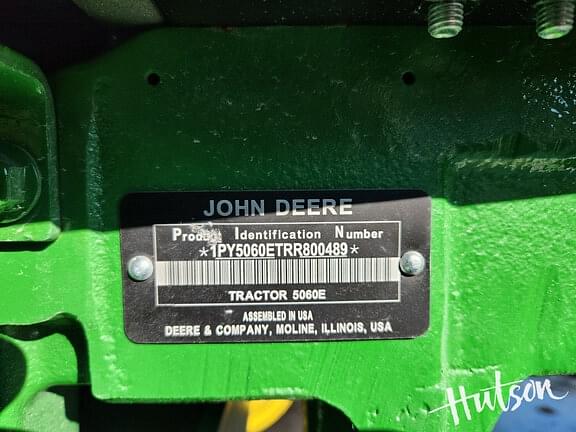 JOHN DEERE
Product Identification Number
*1PY5060ETRR800489*
TRACTOR 5060E
ASSEMBLED IN USA
DEERE & COMPANY, MOLINE, ILLINOIS, USA
Hutson